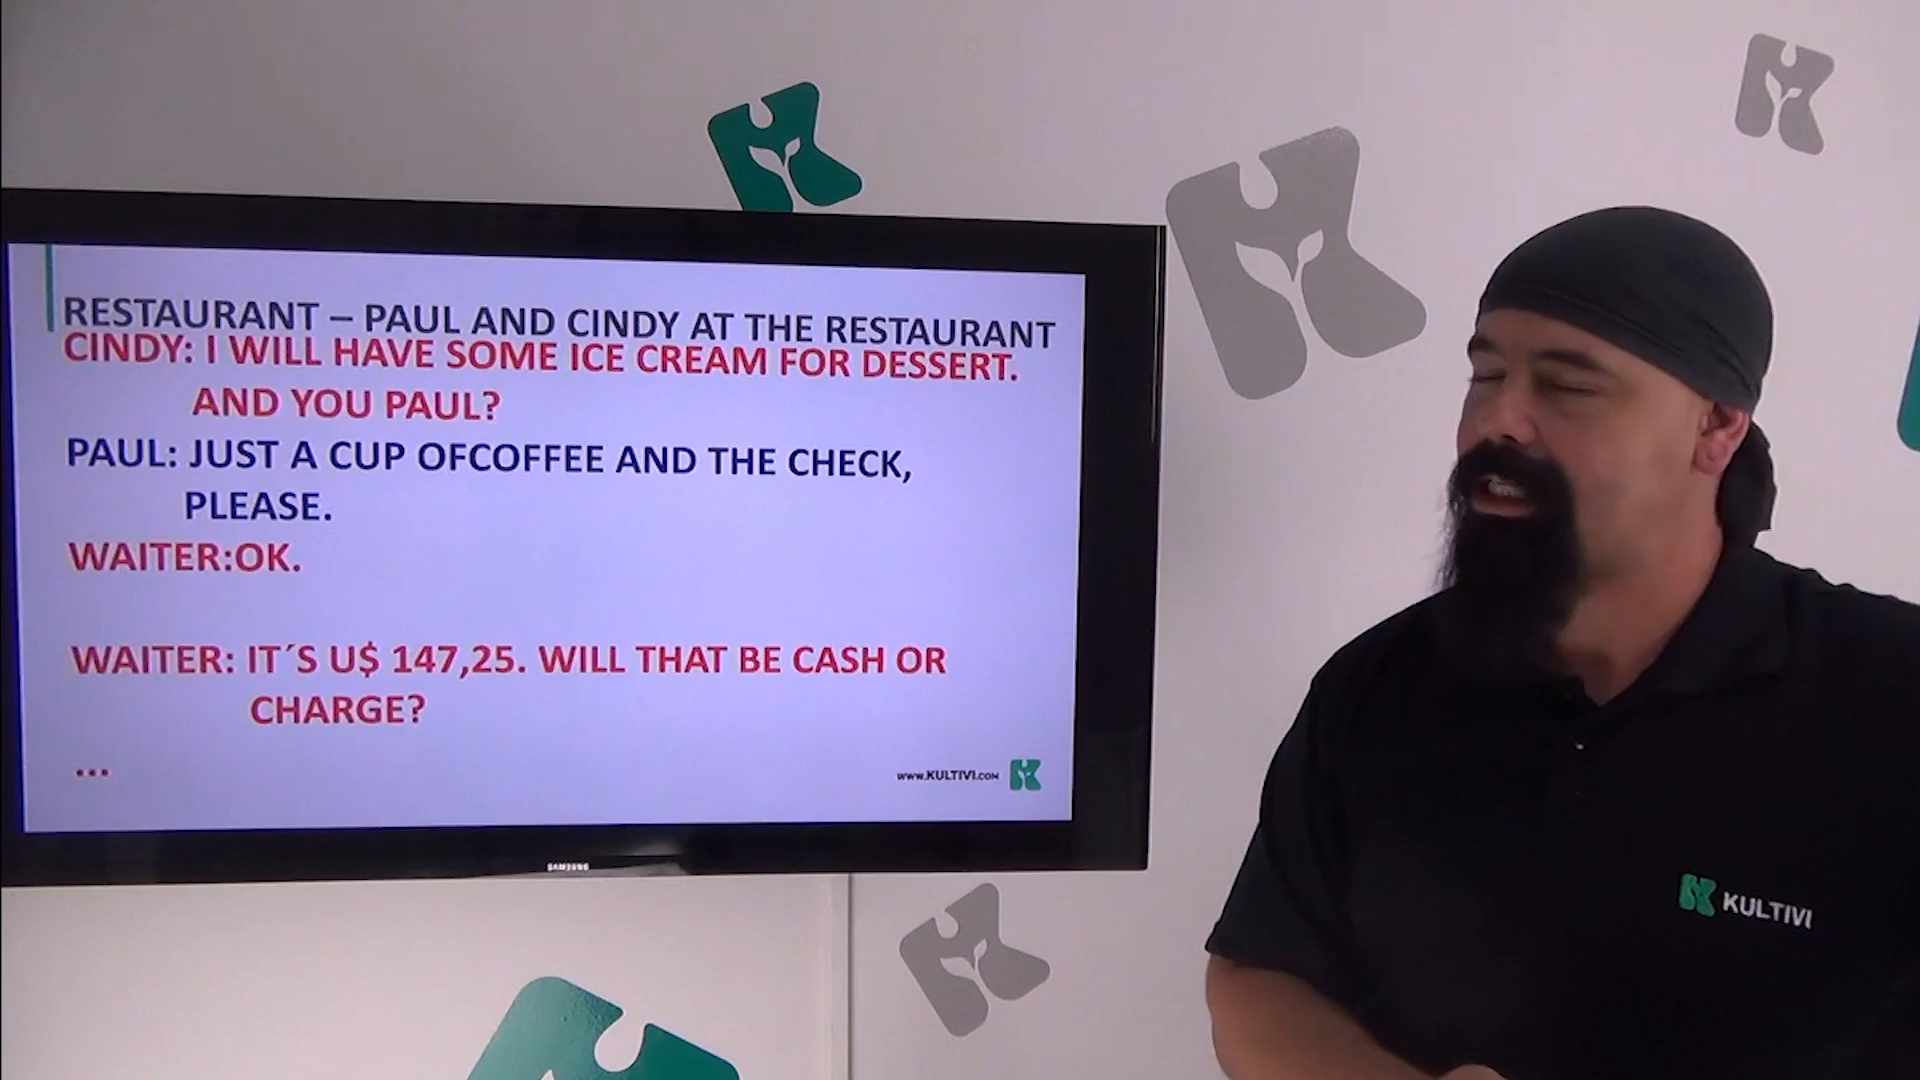 RESTAURANT – PAUL AND CINDY AT THE RESTAURANT
CINDY: I WILL HAVE SOME ICE CREAM FOR DESSERT.
AND YOU PAUL?
PAUL: JUST A CUP OFCOFFEE AND THE CHECK,
PLEASE.
WAITER:OK.
WAITER: IT´S U$ 147,25. WILL THAT BE CASH OR
CHARGE?
...
www.KULTIVI.COM
SAMSUNG
KULTIVI